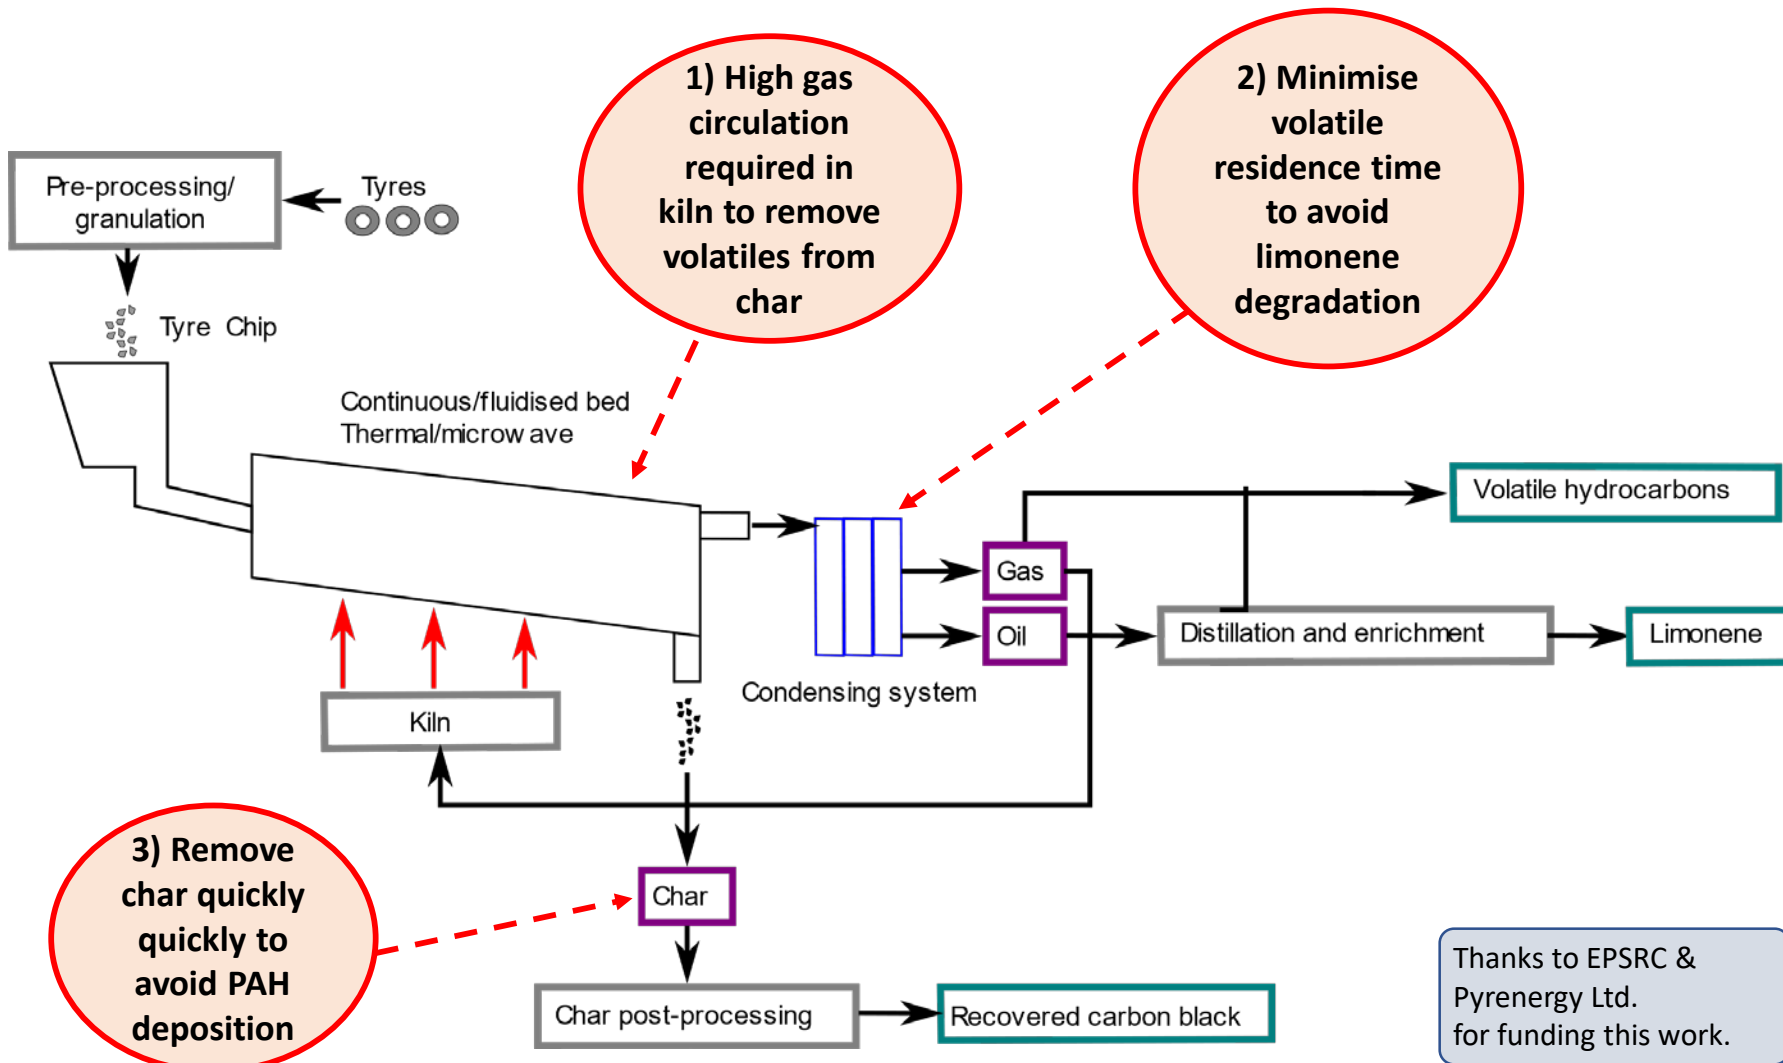 1) High gas
circulation
required in
kiln to remove
volatiles from
char
2) Minimise
volatile
residence time
to avoid
limonene
degradation
Pre-processing/
granulation
Tyres
Tyre Chip
Continuous/fluidised bed
Thermal/microwave
Volatile hydrocarbons
Gas
Oil
Distillation and enrichment
Limonene
Condensing system
Kiln
3) Remove
char quickly
quickly to
avoid PAH
deposition
Char
Char post-processing
Recovered carbon black
Thanks to EPSRC &
Pyrenergy Ltd.
for funding this work.